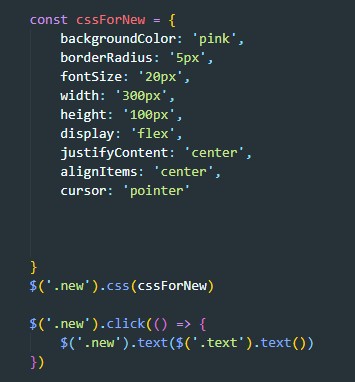 const cssForNew = {
    backgroundColor: 'pink',
    borderRadius: '5px',
    fontSize: '20px',
    width: '300px',
    height: '100px',
    display: 'flex',
    justifyContent: 'center',
    alignItems: 'center',
    cursor: 'pointer'
}
$('.new').css(cssForNew)
$('.new').click(() => {
    $('.new').text($('.text').text())
})